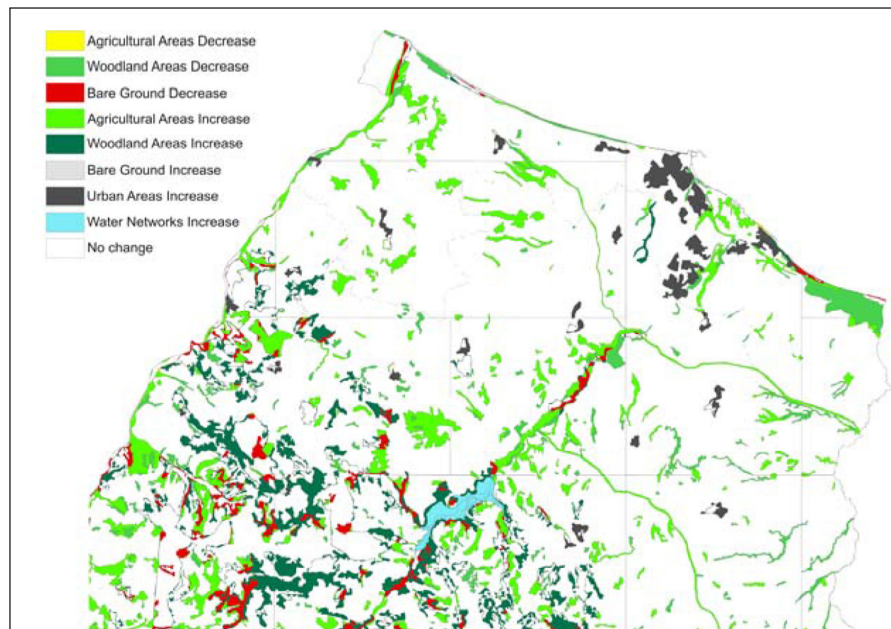 Agricultural Areas Decrease
Woodland Areas Decrease
Bare Ground Decrease
Agricultural Areas Increase
Woodland Areas Increase
Bare Ground Increase
Urban Areas Increase
Water Networks Increase
No change